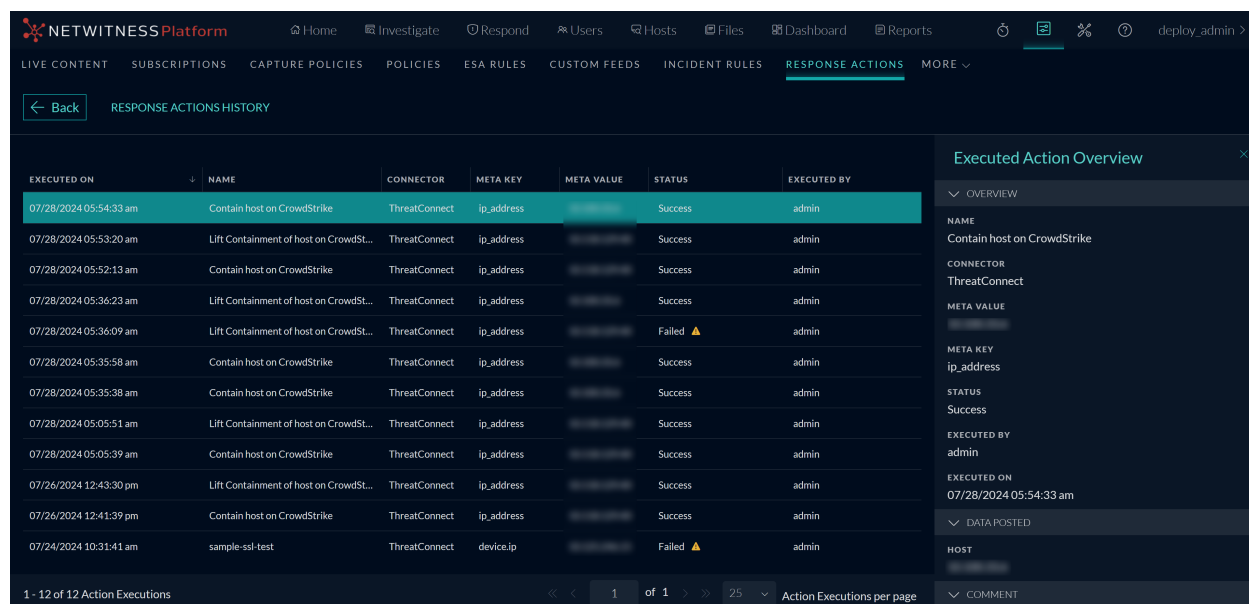 NETWITNESS Platform Home Investigate Respond Users Hosts Files Dashboard Reports deploy_admin
LIVE CONTENT SUBSCRIPTIONS CAPTURE POLICIES POLICIES ESA RULES CUSTOM FEEDS INCIDENT RULES RESPONSE ACTIONS MORE
Back RESPONSE ACTIONS HISTORY
EXECUTED ON NAME CONNECTOR META KEY META VALUE STATUS EXECUTED BY
07/28/2024 05:54:33 am Contain host on CrowdStrike ThreatConnect ip_address Success admin
07/28/2024 05:53:20 am Lift Containment of host on CrowdSt... ThreatConnect ip_address Success admin
07/28/2024 05:52:13 am Contain host on CrowdStrike ThreatConnect ip_address Success admin
07/28/2024 05:36:23 am Lift Containment of host on CrowdSt... ThreatConnect ip_address Success admin
07/28/2024 05:36:09 am Lift Containment of host on CrowdSt... ThreatConnect ip_address Failed admin
07/28/2024 05:35:58 am Contain host on CrowdStrike ThreatConnect ip_address Success admin
07/28/2024 05:35:38 am Contain host on CrowdStrike ThreatConnect ip_address Success admin
07/28/2024 05:05:51 am Lift Containment of host on CrowdSt... ThreatConnect ip_address Success admin
07/28/2024 05:05:39 am Contain host on CrowdStrike ThreatConnect ip_address Success admin
07/26/2024 12:43:30 pm Lift Containment of host on CrowdSt... ThreatConnect ip_address Success admin
07/26/2024 12:41:39 pm Contain host on CrowdStrike ThreatConnect ip_address Success admin
07/24/2024 10:31:41 am sample-ssl-test ThreatConnect device.ip Failed admin
1 - 12 of 12 Action Executions 1 of 1 25 Action Executions per page
Executed Action Overview
OVERVIEW
NAME
Contain host on CrowdStrike
CONNECTOR
ThreatConnect
META VALUE
META KEY
ip_address
STATUS
Success
EXECUTED BY
admin
EXECUTED ON
07/28/2024 05:54:33 am
DATA POSTED
HOST
COMMENT